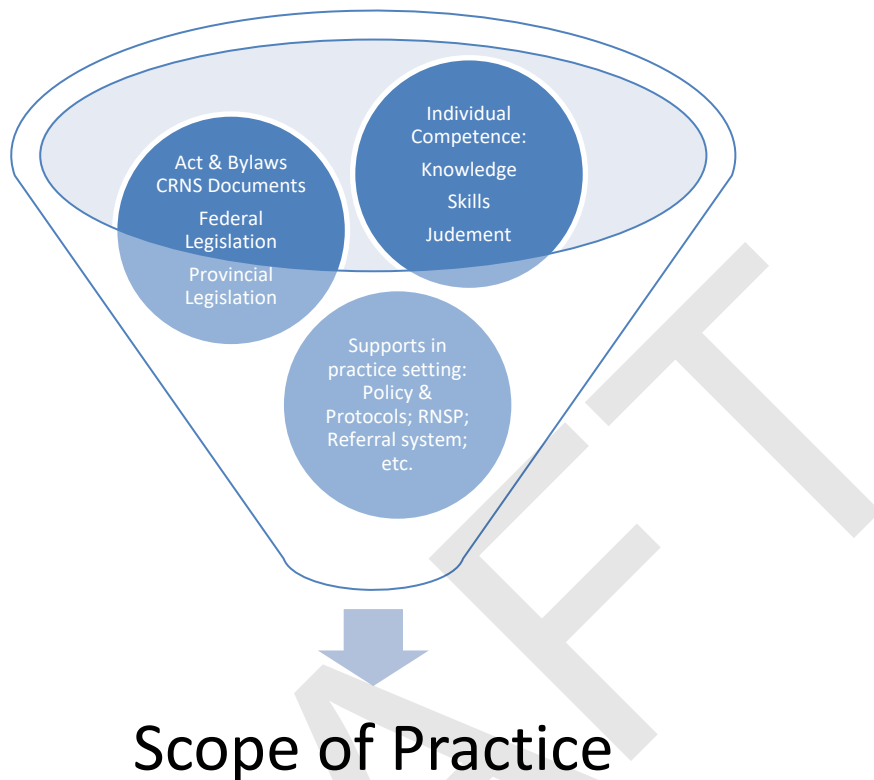 Individual
Competence:
Knowledge
Skills
Judement
Act & Bylaws
CRNS Documents
Federal
Legislation
Provincial
Legislation
Supports in
practice setting:
Policy &
Protocols; RNSP;
Referral system;
etc.
Scope of Practice
AFT